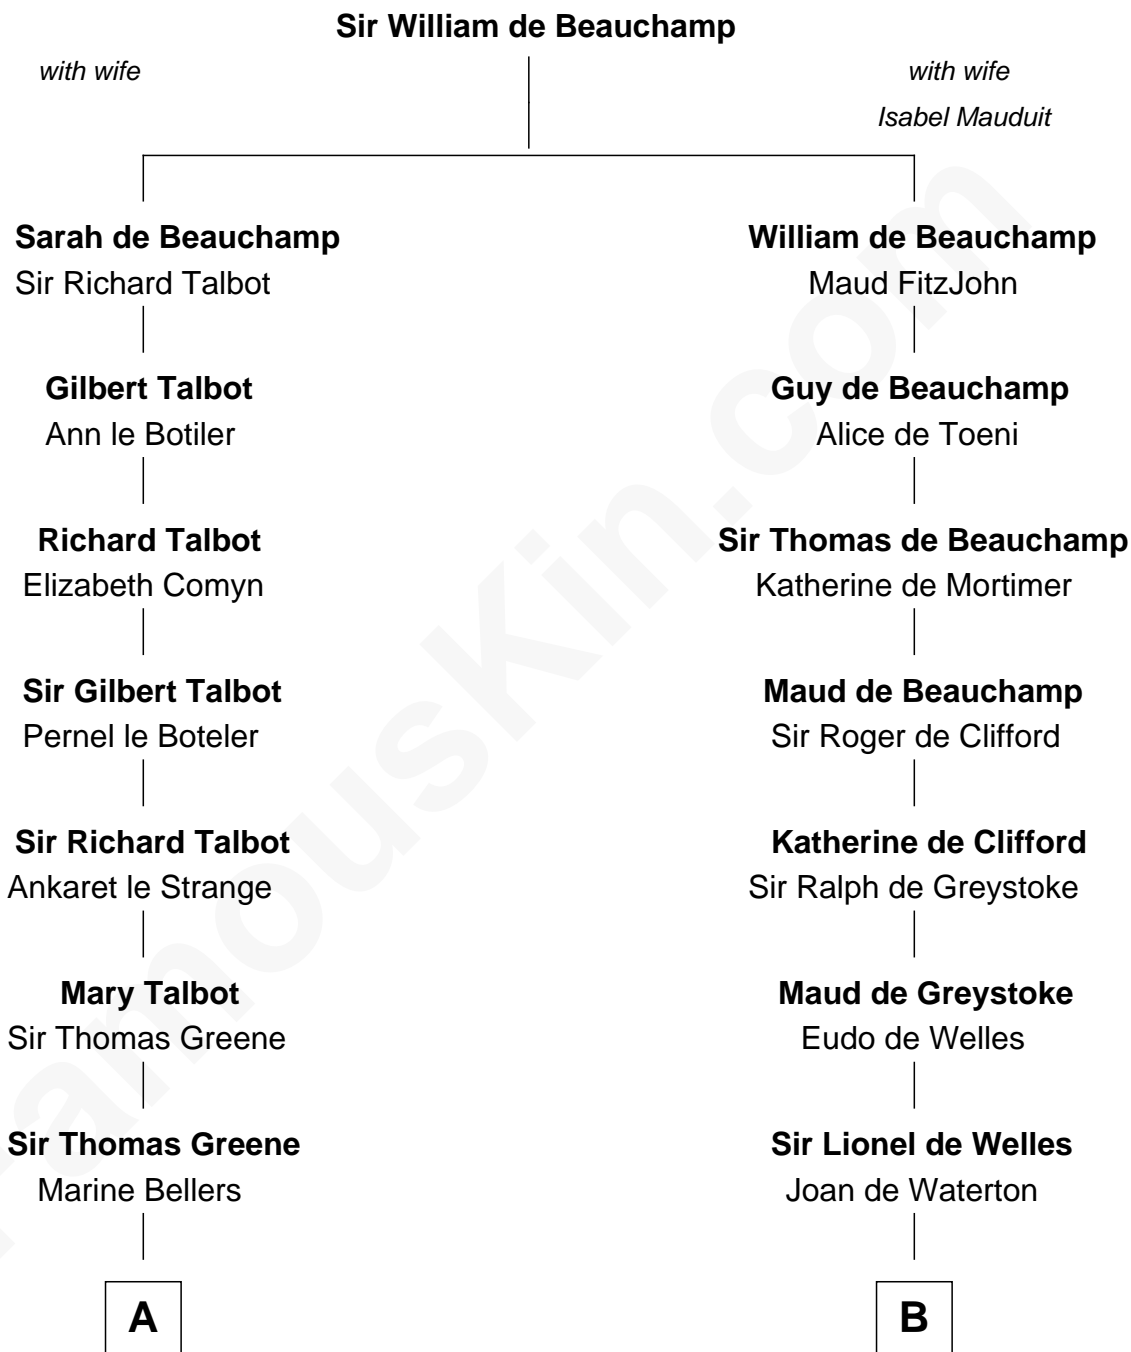 Sir William de Beauchamp
with wife
with wife
Isabel Mauduit
Sarah de Beauchamp
Sir Richard Talbot
William de Beauchamp
Maud FitzJohn
Gilbert Talbot
Ann le Botiler
Guy de Beauchamp
Alice de Toeni
Richard Talbot
Elizabeth Comyn
Sir Thomas de Beauchamp
Katherine de Mortimer
Sir Gilbert Talbot
Pernel le Boteler
Maud de Beauchamp
Sir Roger de Clifford
Sir Richard Talbot
Ankaret le Strange
Katherine de Clifford
Sir Ralph de Greystoke
Mary Talbot
Sir Thomas Greene
Maud de Greystoke
Eudo de Welles
Sir Thomas Greene
Marine Bellers
Sir Lionel de Welles
Joan de Waterton
A
B
FamousKin.com